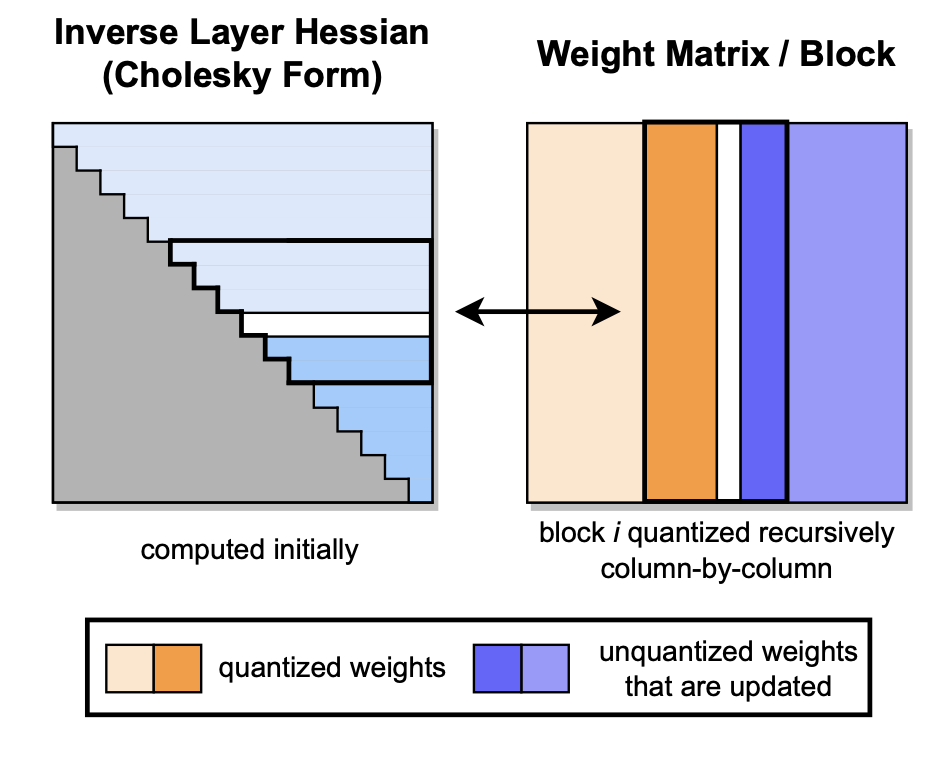 Inverse Layer Hessian
(Cholesky Form)
Weight Matrix / Block
computed initially
block i quantized recursively
column-by-column
quantized weights
unquantized weights
that are updated